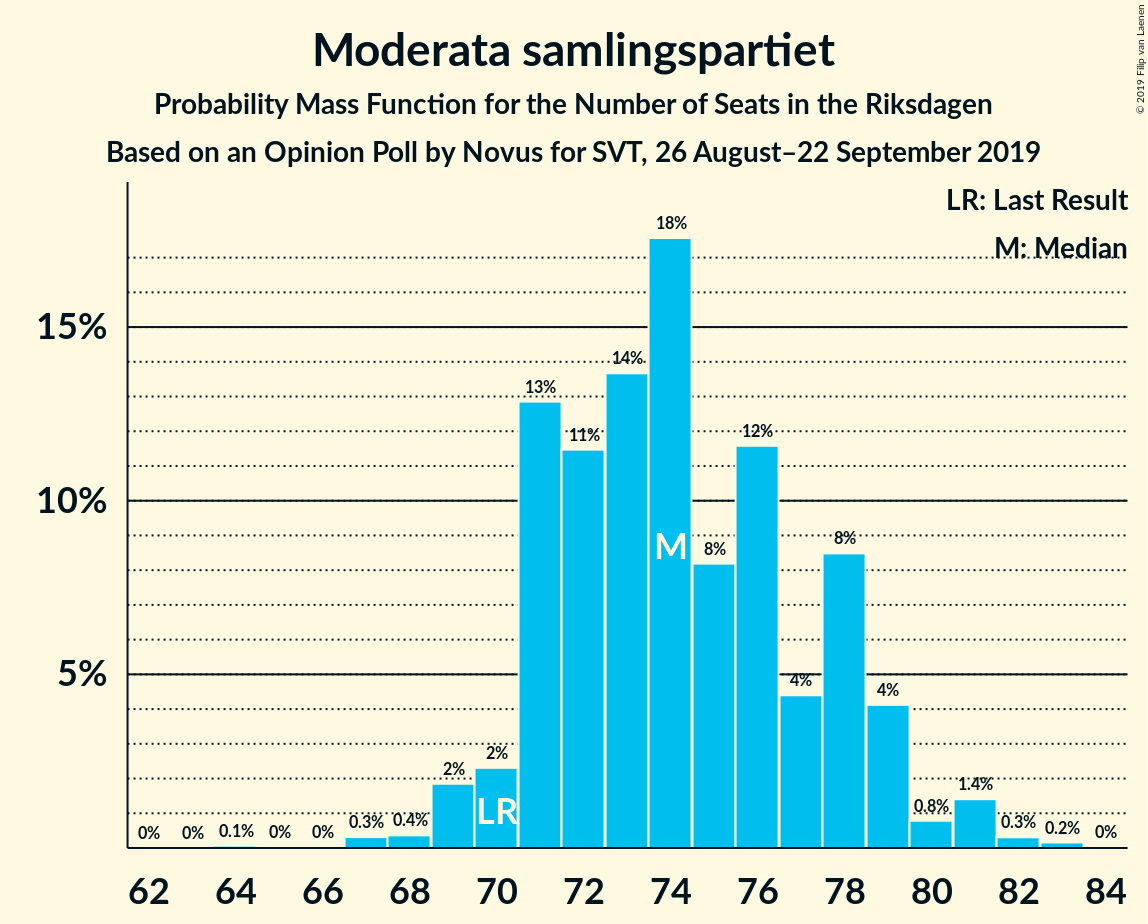 Moderata samlingspartiet
Probability Mass Function for the Number of Seats in the Riksdagen
Based on an Opinion Poll by Novus for SVT, 26 August–22 September 2019
© 2019 Filip van Laenen
LR: Last Result
M: Median
15%
10%
5%
0% 0% 0.1% 0% 0% 0.3% 0.4% 2% 2% 13% 11% 14% 18% 8% 12% 4% 8% 4% 0.8% 1.4% 0.3% 0.2% 0%
LR
M
62 64 66 68 70 72 74 76 78 80 82 84